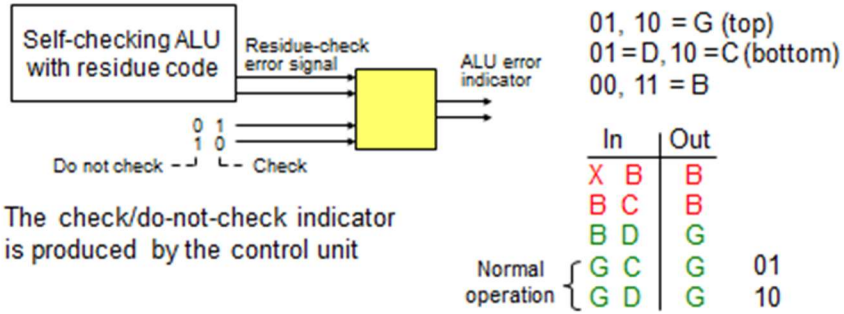 Self-checking ALU
with residue code
Residue-check
error signal
ALU error
indicator
0 1
1 0
Do not check
Check
The check/do-not-check indicator
is produced by the control unit
01, 10 = G (top)
01 = D, 10 = C (bottom)
00, 11 = B
In Out
X B B
B C B
B D G
Normal
operation
G C G 01
G D G 10